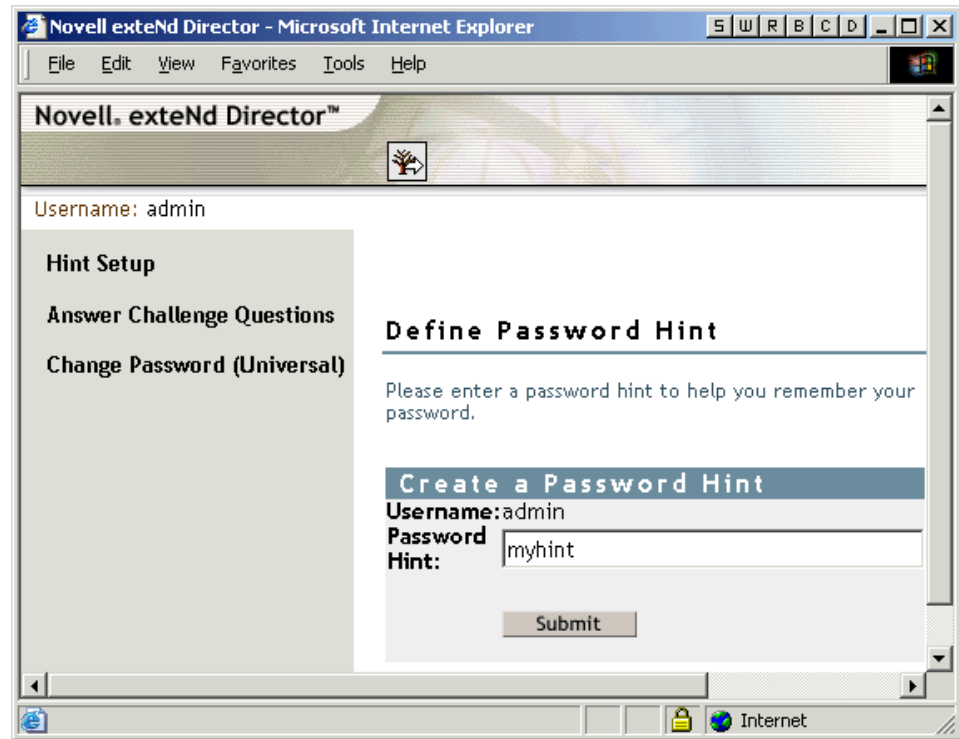 Novell exteNd Director - Microsoft Internet Explorer
S W R B C D
File Edit View Favorites Tools Help
Novell. exteNd Director™
Username: admin
Hint Setup
Answer Challenge Questions
Change Password (Universal)
Define Password Hint
Please enter a password hint to help you remember your
password.
Create a Password Hint
Username: admin
Password
Hint:
myhint
Submit
Internet